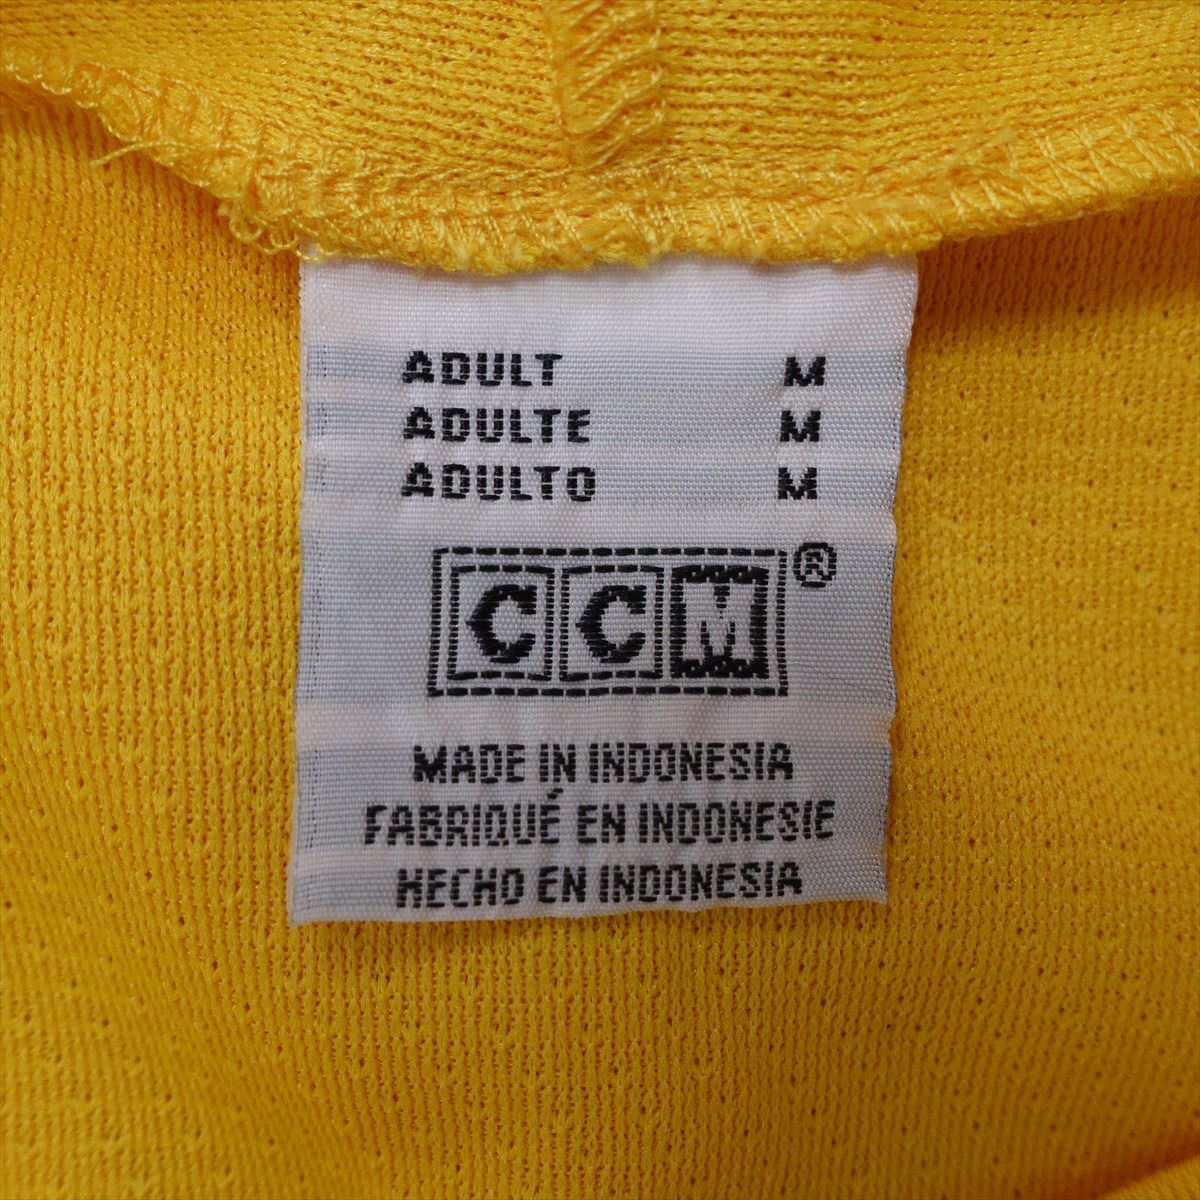 ADULT M
ADULTE M
ADULTO M
CCM®
MADE IN INDONESIA
FABRIQUÉ EN INDONESIE
HECHO EN INDONESIA